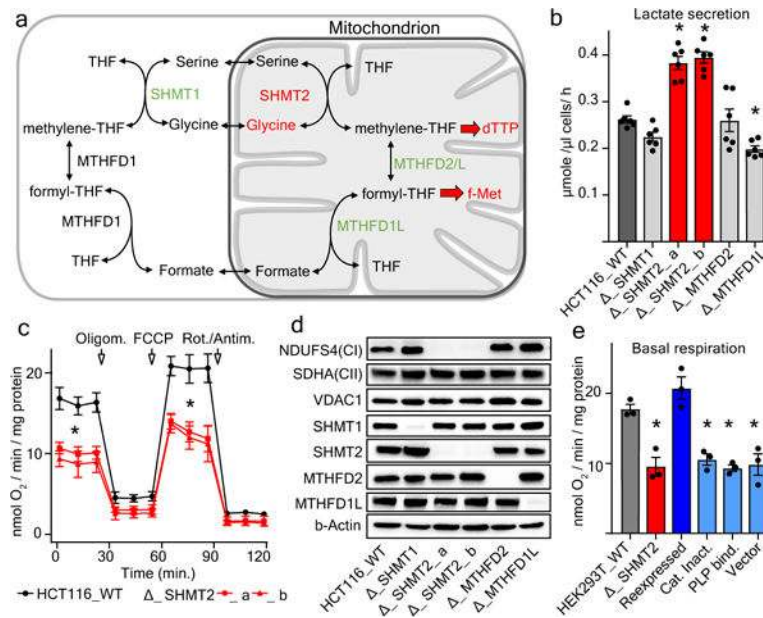 a
Mitochondrion
THF Serine Serine THF
SHMT1 SHMT2
Glycine Glycine
methylene-THF methylene-THF dTTP
MTHFD1 MTHFD2/L
formyl-THF formyl-THF f-Met
MTHFD1 MTHFD1L
THF THF
Formate Formate
b Lactate secretion
µmole /µl cells/ h
0.4
0.3
0.2
* * *
HCT116_WT
Δ_SHMT1
Δ_SHMT2_a
Δ_SHMT2_b
Δ_MTHFD2
Δ_MTHFD1L
c
Oligom. FCCP Rot./Antim.
nmol O2 / min / mg protein
20
10
0
* *
1 30 60 90 120
Time (min.)
HCT116_WT Δ_SHMT2 _a _b
d
NDUFS4(CI)
SDHA(CII)
VDAC1
SHMT1
SHMT2
MTHFD2
MTHFD1L
b-Actin
HCT116_WT
Δ_SHMT1
Δ_SHMT2_a
Δ_SHMT2_b
Δ_MTHFD2
Δ_MTHFD1L
e Basal respiration
nmol O2 / min / mg protein
20
10
* * * *
HEK293T_WT
Δ_SHMT2
Reexpressed
Cat. Inact.
PLP bind.
Vector